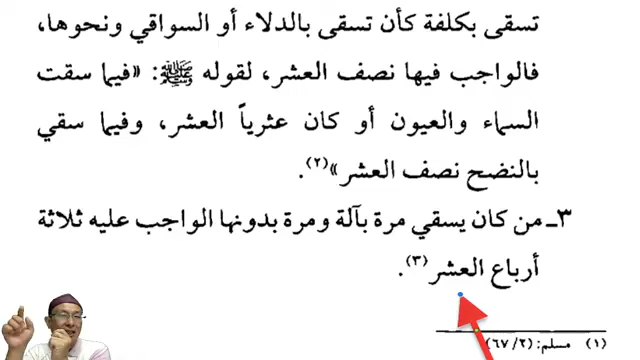 تسقى بكلفة كأن تسقى بالدلاء أو السواقي ونحوها،
فالواجب فيها نصف العشر، لقوله ﷺ: «فيما سقت
السماء والعيون أو كان عثرياً العشر، وفيما سقي
بالنضح نصف العشر»(٢).
٣ـ من كان يسقي مرة بآلة ومرة بدونها الواجب عليه ثلاثة
أرباع العشر(٣).
(١) مسلم: (٦٧/٢)